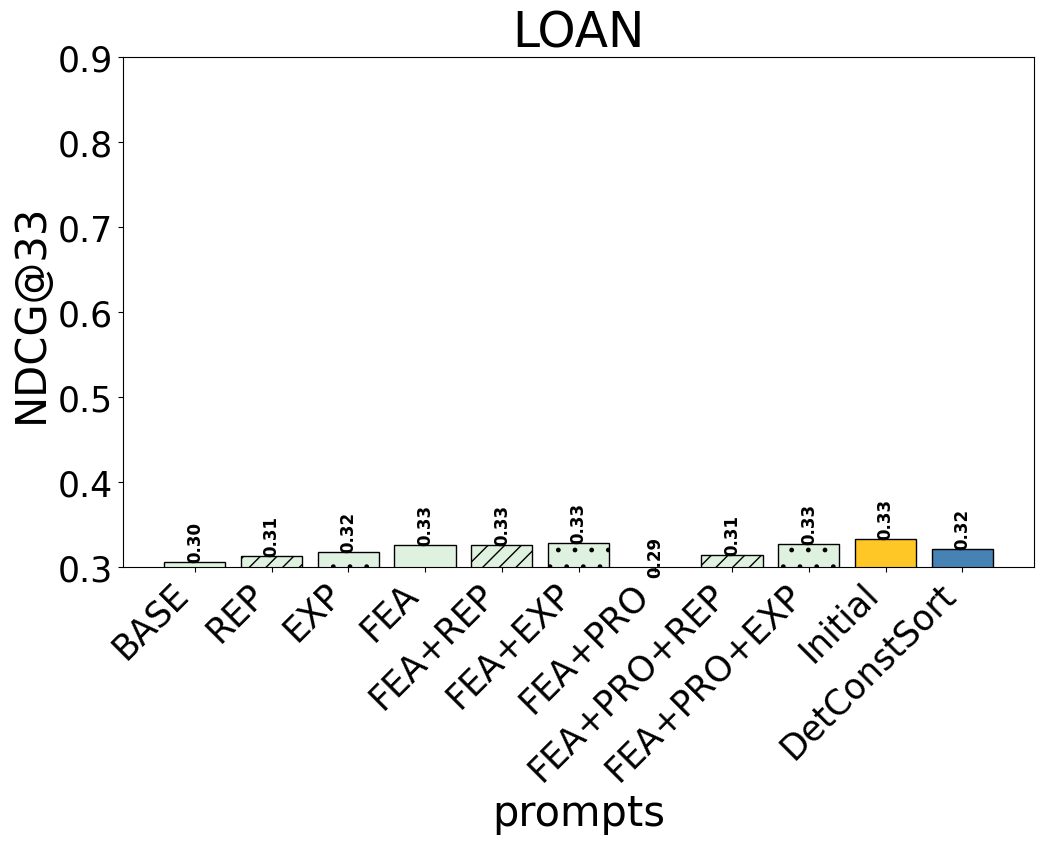 LOAN
NDCG@33
0.9
0.8
0.7
0.6
0.5
0.4
0.3
0.30
0.31
0.32
0.33
0.33
0.33
0.29
0.31
0.33
0.33
0.32
BASE
REP
EXP
FEA
FEA+REP
FEA+EXP
FEA+PRO
FEA+PRO+REP
FEA+PRO+EXP
Initial
DetConstSort
prompts